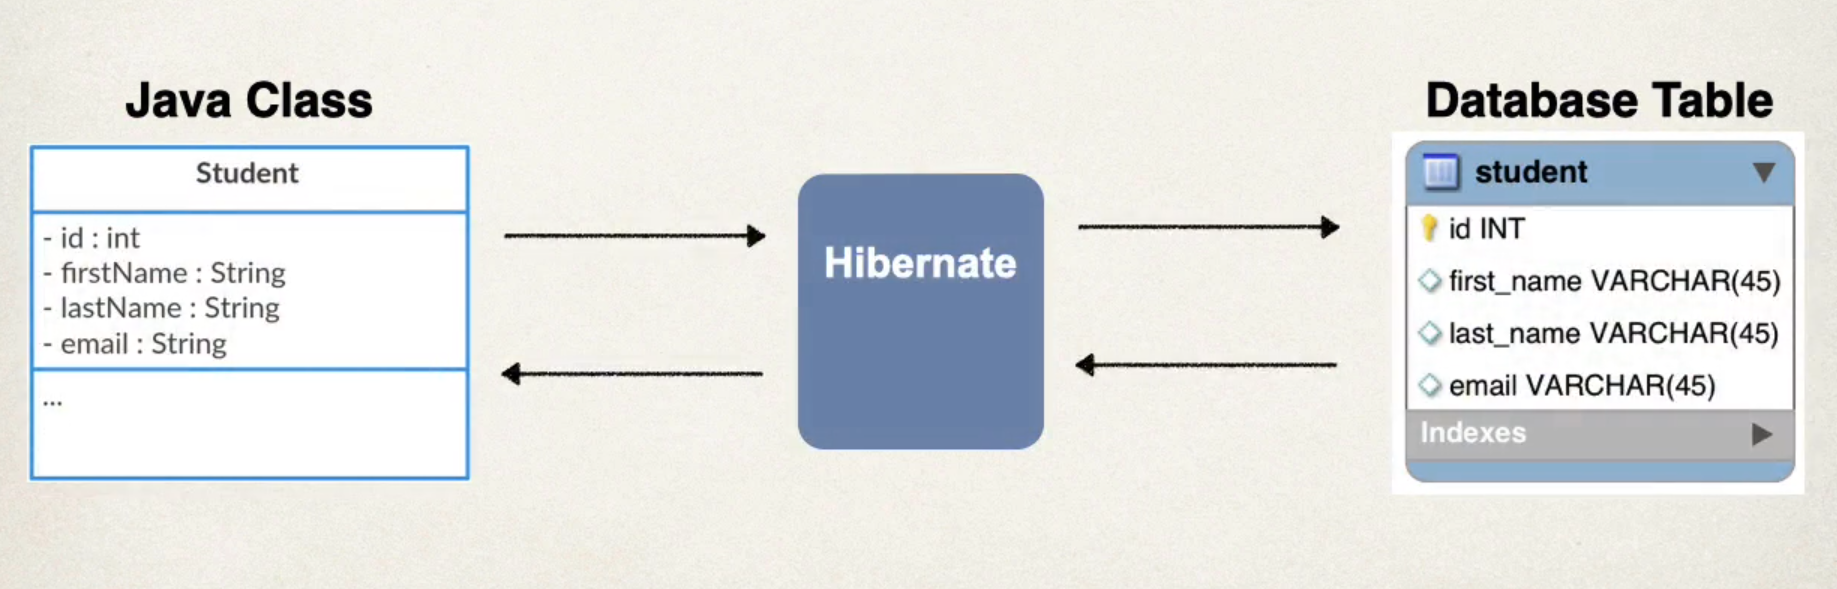 Java Class
Student
- id : int
- firstName : String
- lastName : String
- email : String
...
Hibernate
Database Table
student
id INT
first_name VARCHAR(45)
last_name VARCHAR(45)
email VARCHAR(45)
Indexes